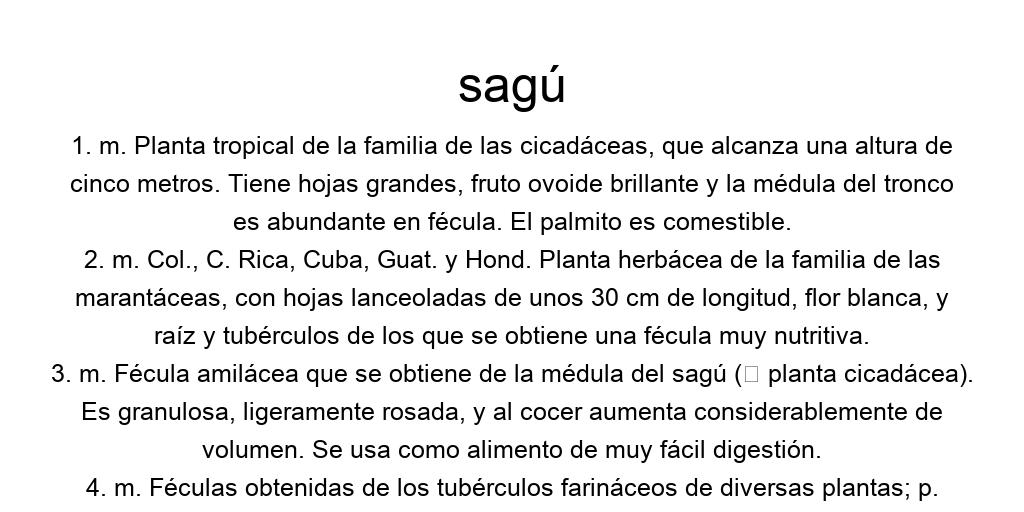 sagú
1. m. Planta tropical de la familia de las cicadáceas, que alcanza una altura de
cinco metros. Tiene hojas grandes, fruto ovoide brillante y la médula del tronco
es abundante en fécula. El palmito es comestible.
2. m. Col., C. Rica, Cuba, Guat. y Hond. Planta herbácea de la familia de las
marantáceas, con hojas lanceoladas de unos 30 cm de longitud, flor blanca, y
raíz y tubérculos de los que se obtiene una fécula muy nutritiva.
3. m. Fécula amilácea que se obtiene de la médula del sagú (□ planta cicadácea).
Es granulosa, ligeramente rosada, y al cocer aumenta considerablemente de
volumen. Se usa como alimento de muy fácil digestión.
4. m. Féculas obtenidas de los tubérculos farináceos de diversas plantas; p.